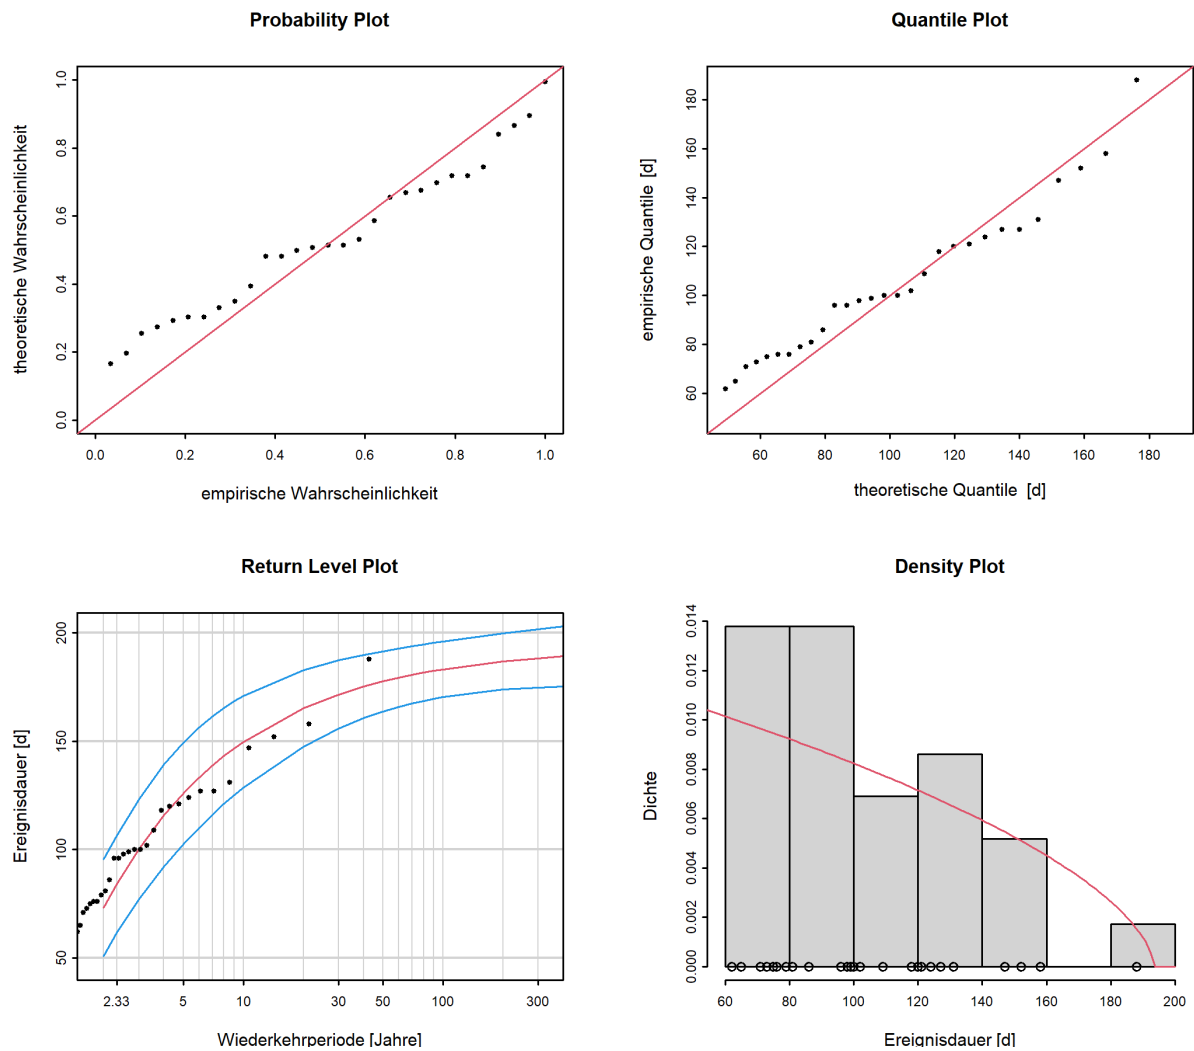 Probability Plot
theoretische Wahrscheinlichkeit
0.0 0.2 0.4 0.6 0.8 1.0
0.0 0.2 0.4 0.6 0.8 1.0
empirische Wahrscheinlichkeit
Quantile Plot
empirische Quantile [d]
60 80 100 120 140 160 180
60 80 100 120 140 160 180
theoretische Quantile [d]
Return Level Plot
Ereignisdauer [d]
50 100 150 200
2.33 5 10 30 50 100 300
Wiederkehrperiode [Jahre]
Density Plot
Dichte
0.000 0.002 0.004 0.006 0.008 0.010 0.012 0.014
60 80 100 120 140 160 180 200
Ereignisdauer [d]